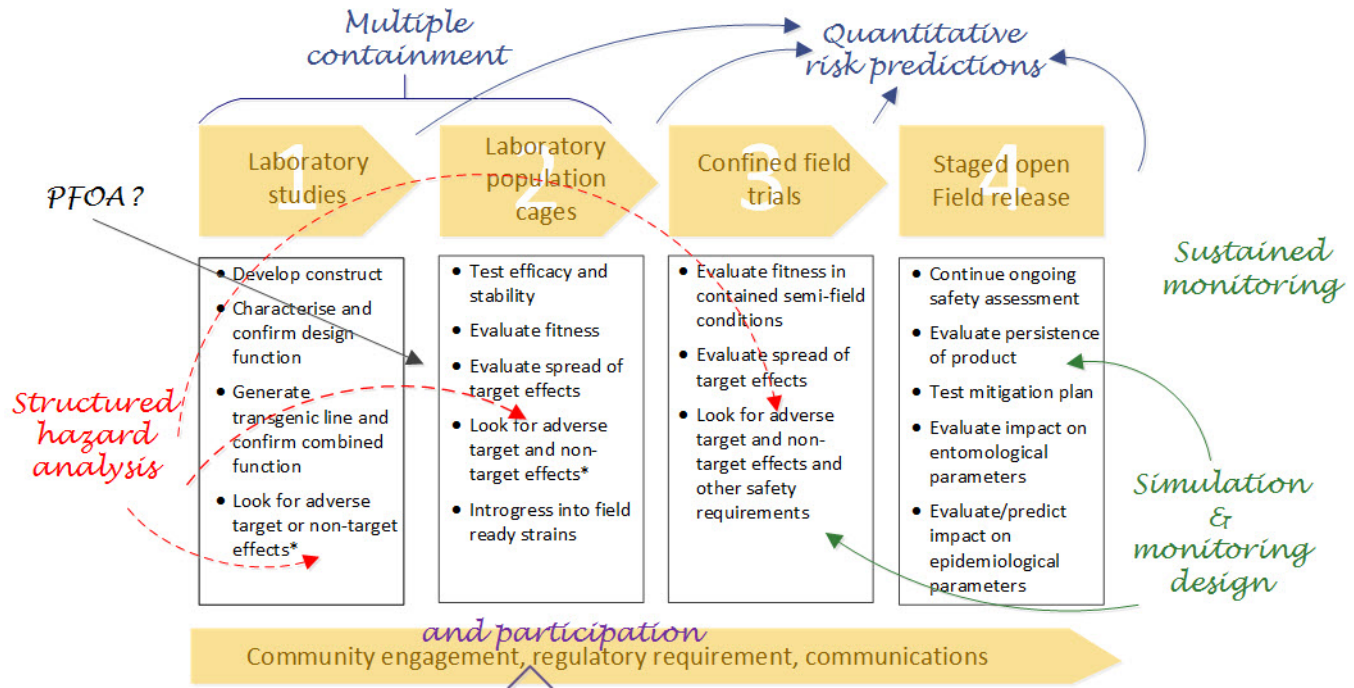 Multiple
containment
Quantitative
risk predictions
1
Laboratory
studies
2
Laboratory
population
cages
3
Confined field
trials
4
Staged open
Field release
PFOA?
Sustained
monitoring
Structured
hazard
analysis
• Develop construct
• Characterise and
confirm design
function
• Generate
transgenic line and
confirm combined
function
• Look for adverse
target or non-target
effects*
• Test efficacy and
stability
• Evaluate fitness
• Evaluate spread of
target effects
• Look for adverse
target and non-
target effects*
• Introgress into field
ready strains
• Evaluate fitness in
contained semi-field
conditions
• Evaluate spread of
target effects
• Look for adverse
target and non-
target effects and
other safety
requirements
• Continue ongoing
safety assessment
• Evaluate persistence
of product
• Test mitigation plan
• Evaluate impact on
entomological
parameters
• Evaluate/predict
impact on
epidemiological
parameters
Simulation
&
monitoring
design
and participation
Community engagement, regulatory requirement, communications